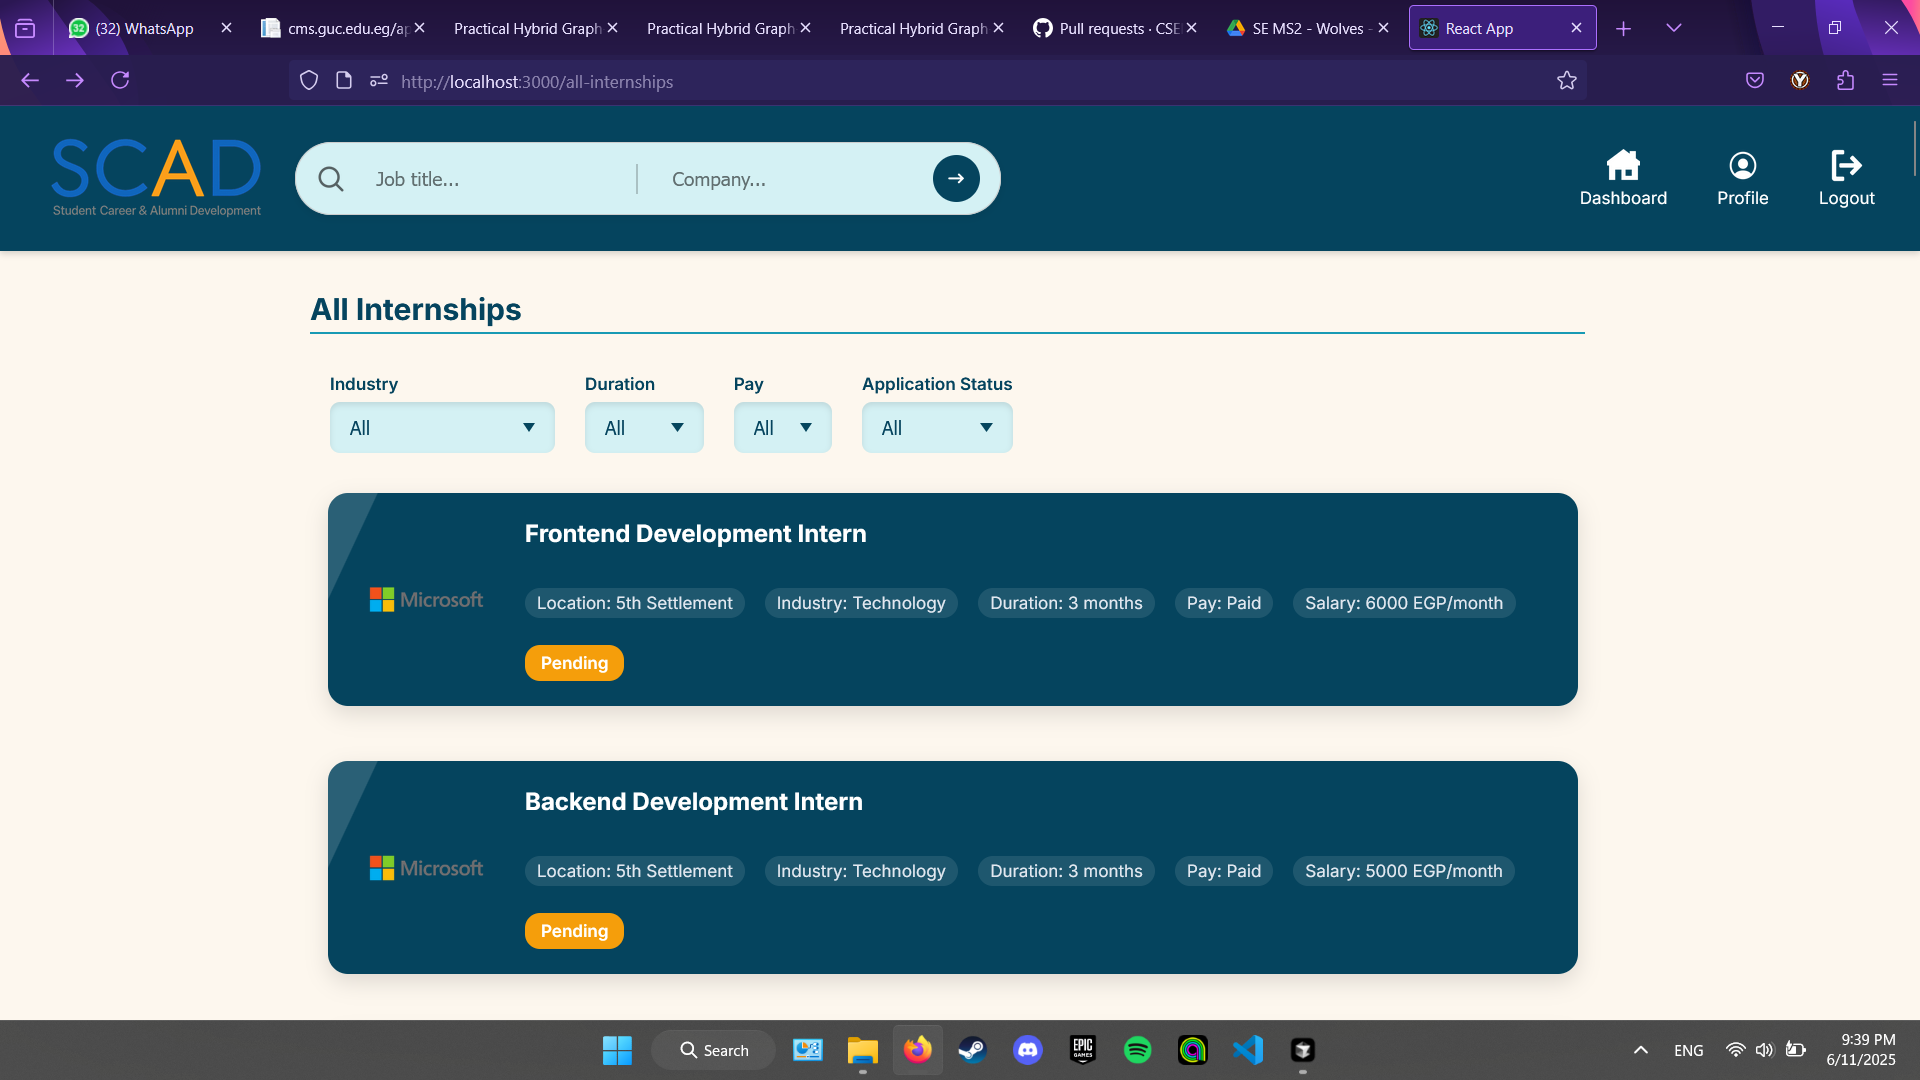 32
(32) WhatsApp
cms.guc.edu.eg/ap
Practical Hybrid Graph
Practical Hybrid Graph
Practical Hybrid Graph
Pull requests · CSE
SE MS2 - Wolves -
React App
http://localhost:3000/all-internships
SCAD
Student Career & Alumni Development
Job title...
Company...
Dashboard
Profile
Logout
All Internships
Industry
Duration
Pay
Application Status
All
All
All
All
Frontend Development Intern
Microsoft
Location: 5th Settlement
Industry: Technology
Duration: 3 months
Pay: Paid
Salary: 6000 EGP/month
Pending
Backend Development Intern
Microsoft
Location: 5th Settlement
Industry: Technology
Duration: 3 months
Pay: Paid
Salary: 5000 EGP/month
Pending
Search
EPIC
GAMES
ENG
9:39 PM
6/11/2025